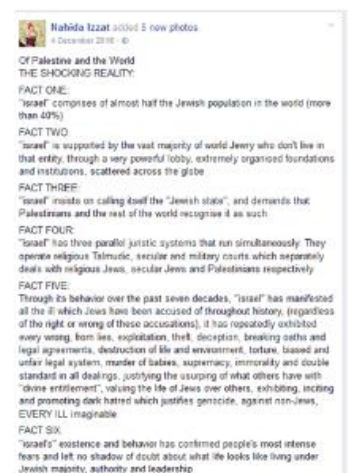 Nahida Izzat added 5 new photos.
4 December 2016
Of Palestine and the World
THE SHOCKING REALITY:
FACT ONE:
"israel" comprises of almost half the Jewish population in the world (more
than 40%)
FACT TWO:
"israel" is supported by the vast majority of world Jewry who don't live in
that entity, through a very powerful lobby, extremely organised foundations
and institutions, scattered across the globe
FACT THREE:
"israel" insists on calling itself the "Jewish state", and demands that
Palestinians and the rest of the world recognise it as such
FACT FOUR:
"israel" has three parallel juristic systems that run simultaneously. They
operate religious Talmudic, secular and military courts which separately
deals with religious Jews, secular Jews and Palestinians respectively
FACT FIVE:
Through its behavior over the past seven decades, "israel" has manifested
all the ill which Jews have been accused of throughout history, (regardless
of the right or wrong of these accusations), it has repeatedly exhibited
every wrong, from lies, exploitation, theft, deception, breaking oaths and
legal agreements, destruction of life and environment, torture, biased and
unfair legal system, murder of babies, supremacy, immorality and double
standard in all dealings, justifying the usurping of what others have with
"divine entitlement", valuing the life of Jews over others, exhibiting, inciting
and promoting dark hatred which justifies genocide, against non-Jews,
EVERY ILL imaginable
FACT SIX:
"israel's" existence and behavior has confirmed people's most intense
fears and left no shadow of doubt about what life looks like living under
Jewish majority, authority and leadership